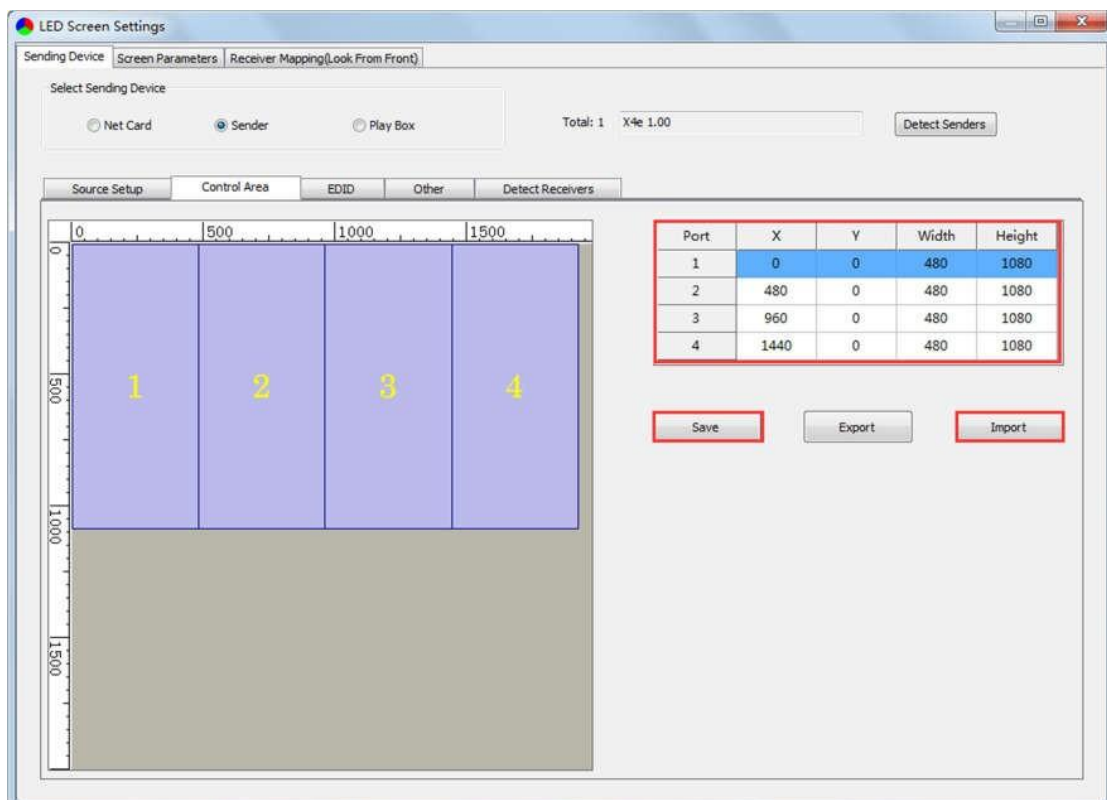 LED Screen Settings
Sending Device Screen Parameters Receiver Mapping(Look From Front)
Select Sending Device
Net Card Sender Play Box
Total: 1 X4e 1.00 Detect Senders
Source Setup Control Area EDID Other Detect Receivers
0 500 1000 1500
0
500
1000
1500
1 2 3 4
Port X Y Width Height
1 0 0 480 1080
2 480 0 480 1080
3 960 0 480 1080
4 1440 0 480 1080
Save Export Import